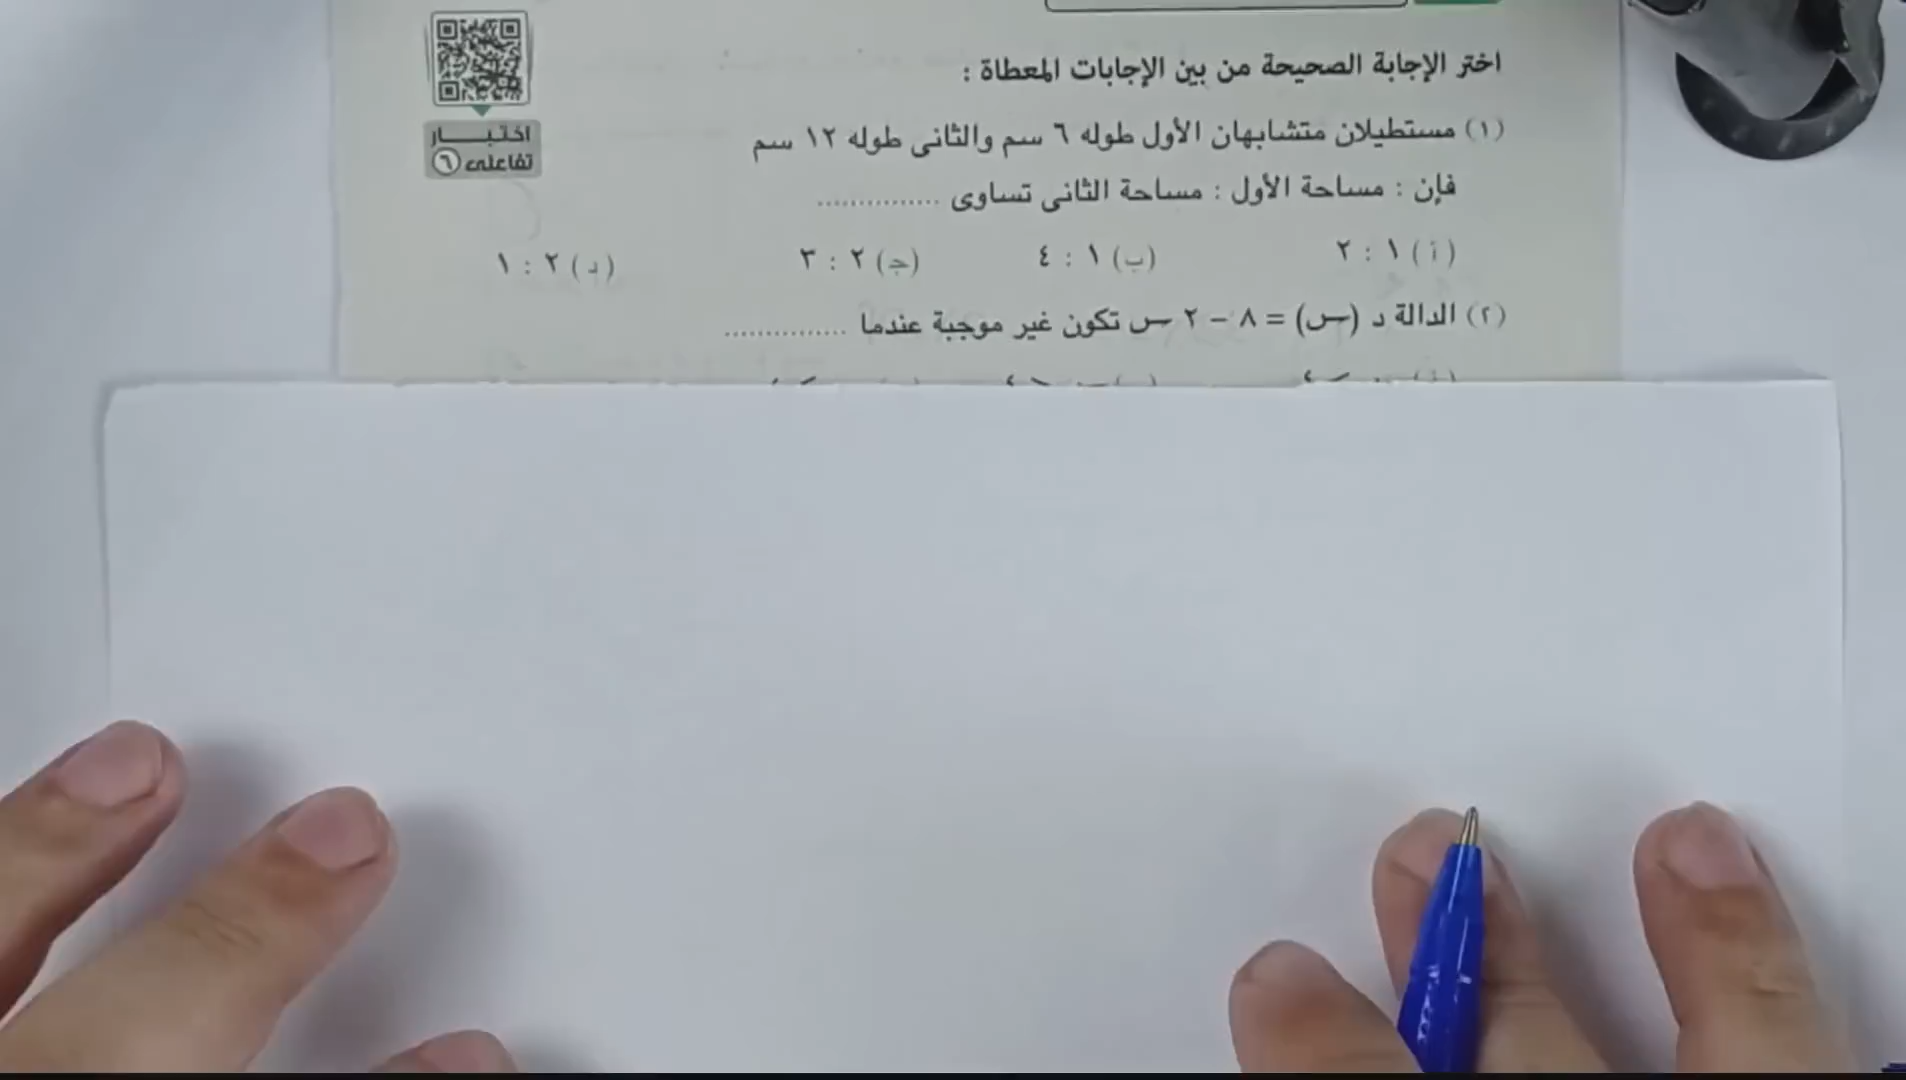 اختر الإجابة الصحيحة من بين الإجابات المعطاة :
اختبــــار
تفاعلى ٦
(١) مستطيلان متشابهان الأول طوله ٦ سم والثانى طوله ١٢ سم
فإن : مساحة الأول : مساحة الثانى تساوى ...............
(أ) ١ : ٢ (ب) ١ : ٤ (جـ) ٢ : ٣ (د) ٢ : ١
(٢) الدالة د (س) = ٨ – ٢ س تكون غير موجبة عندما ...............